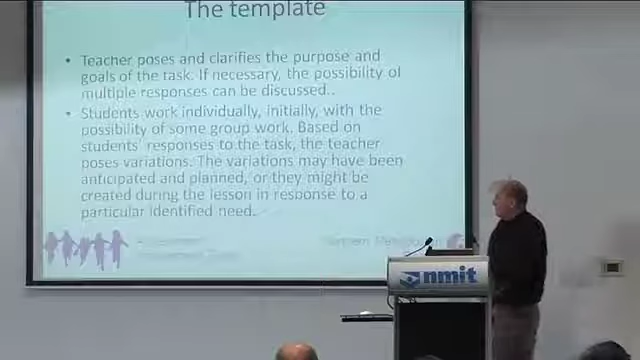 The template
• Teacher poses and clarifies the purpose and
goals of the task. If necessary, the possibility of
multiple responses can be discussed..
• Students work individually, initially, with the
possibility of some group work. Based on
students' responses to the task, the teacher
poses variations. The variations may have been
anticipated and planned, or they might be
created during the lesson in response to a
particular identified need.
Northern Metropolitan
nmit